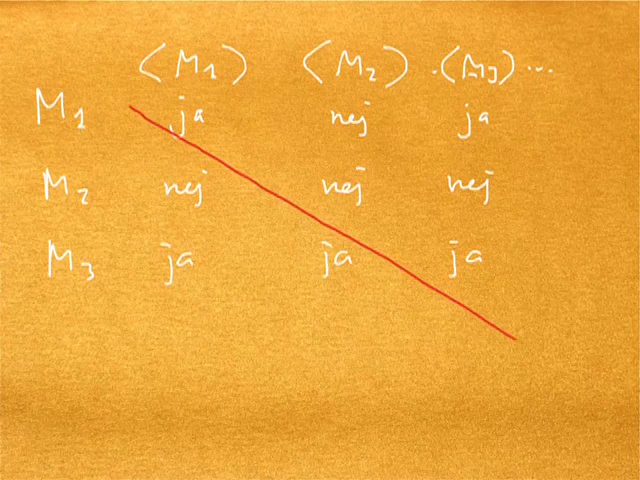 ⟨M₁⟩ ⟨M₂⟩ ⟨M₃⟩ ...
M₁ ja nej ja
M₂ nej nej nej
M₃ ja ja ja